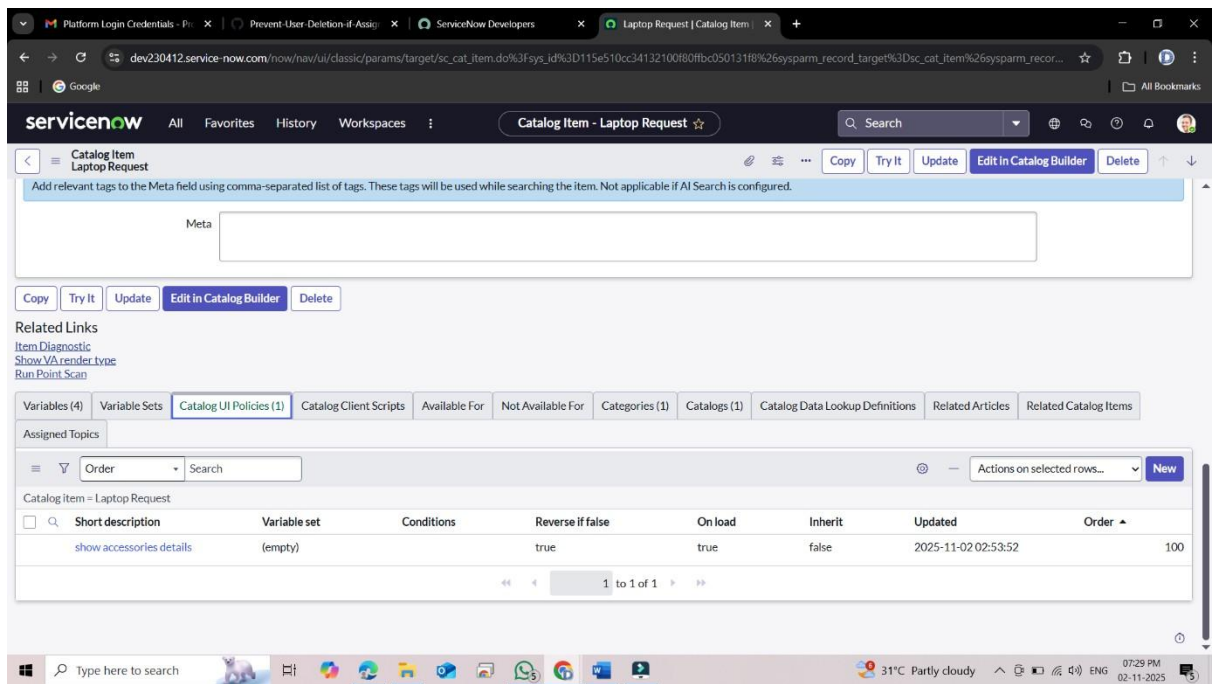 Platform Login Credentials - Pro
Prevent-User-Deletion-if-Assign
ServiceNow Developers
Laptop Request | Catalog Item |
dev230412.service-now.com/now/nav/ui/classic/params/target/sc_cat_item.do%3Fsys_id%3D115e510cc34132100f80ffbc050131f8%26sysparm_record_target%3Dsc_cat_item%26sysparm_recor...
Google
All Bookmarks
servicenow All Favorites History Workspaces
Catalog Item - Laptop Request
Search
Catalog Item
Laptop Request
Copy Try It Update Edit in Catalog Builder Delete
Add relevant tags to the Meta field using comma-separated list of tags. These tags will be used while searching the item. Not applicable if AI Search is configured.
Meta
Copy Try It Update Edit in Catalog Builder Delete
Related Links
Item Diagnostic
Show VA render type
Run Point Scan
Variables (4) Variable Sets Catalog UI Policies (1) Catalog Client Scripts Available For Not Available For Categories (1) Catalogs (1) Catalog Data Lookup Definitions Related Articles Related Catalog Items
Assigned Topics
Order Search Actions on selected rows... New
Catalog item = Laptop Request
Short description Variable set Conditions Reverse if false On load Inherit Updated Order
show accessories details (empty) true true false 2025-11-02 02:53:52 100
1 to 1 of 1
Type here to search 31°C Partly cloudy ENG 07:29 PM
02-11-2025